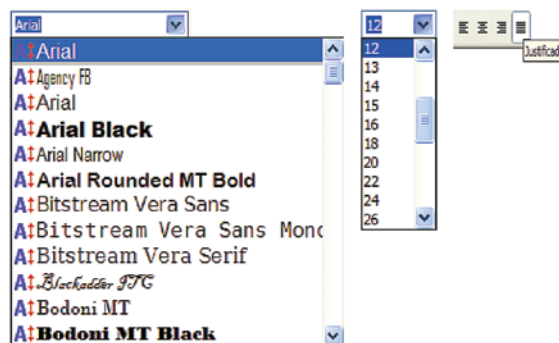 Arial
Arial
Agency FB
Arial
Arial Black
Arial Narrow
Arial Rounded MT Bold
Bitstream Vera Sans
Bitstream Vera Sans Mono
Bitstream Vera Serif
Blackadder ITC
Bodoni MT
Bodoni MT Black
12
12
13
14
15
16
18
20
22
24
26
Justificad